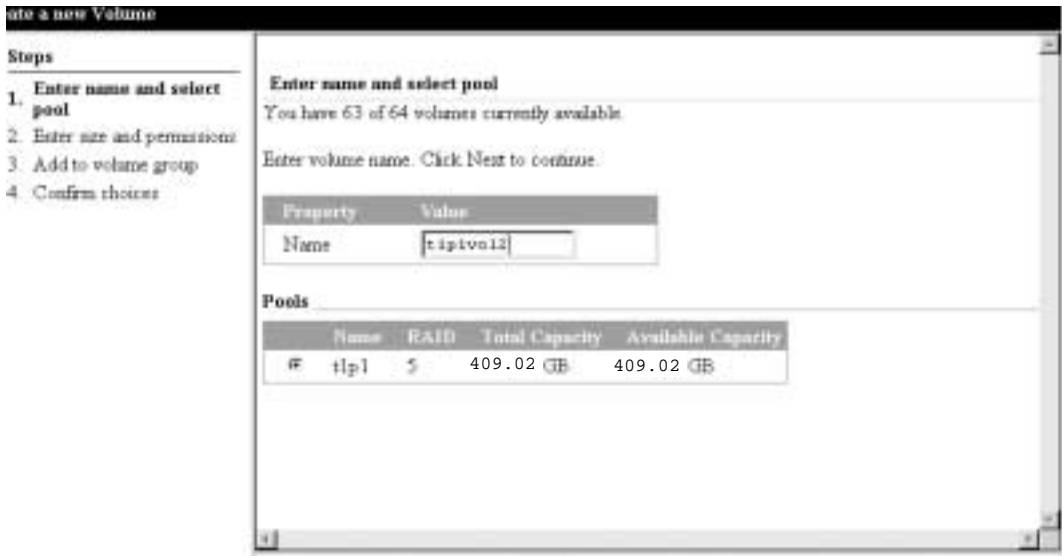 ate a new Volume
Steps
1. Enter name and select pool
2. Enter size and permissions
3. Add to volume group
4. Confirm choices
Enter name and select pool
You have 63 of 64 volumes currently available.
Enter volume name. Click Next to continue.
Property Value
Name
Pools
Name RAID Total Capacity Available Capacity
5 409.02 GB 409.02 GB